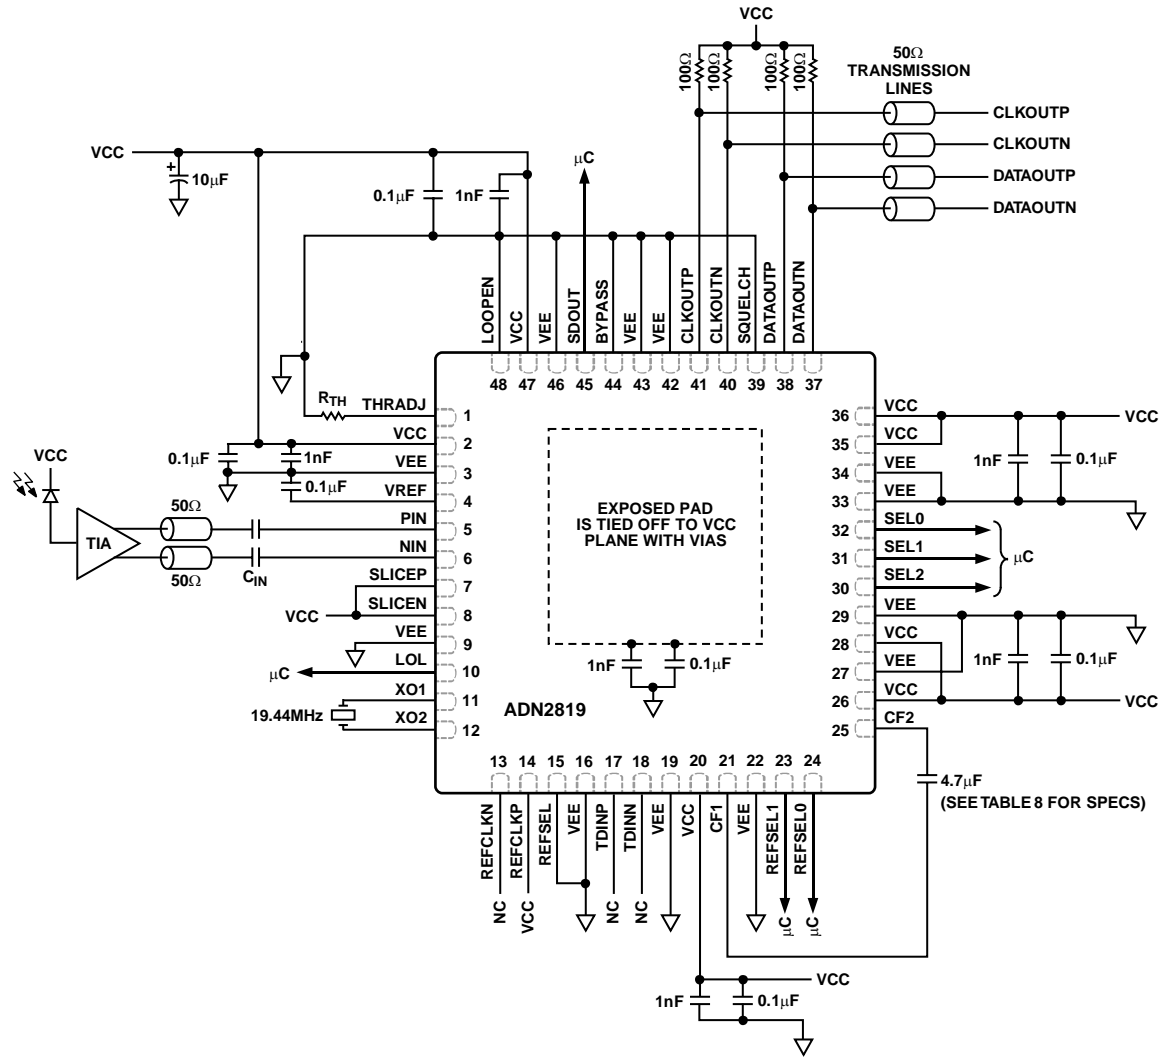 VCC
100Ω
100Ω
100Ω
100Ω
50Ω
TRANSMISSION
LINES
CLKOUTP
CLKOUTN
DATAOUTP
DATAOUTN
VCC
+
10μF
0.1μF
1nF
μC
LOOPEN
VCC
VEE
SDOUT
BYPASS
VEE
VEE
CLKOUTP
CLKOUTN
SQUELCH
DATAOUTP
DATAOUTN
48 47 46 45 44 43 42 41 40 39 38 37
RTH
THRADJ 1
VCC 2
0.1μF
1nF
VEE 3
0.1μF
VREF 4
VCC
TIA
50Ω
50Ω
CIN
PIN 5
NIN 6
SLICEP 7
VCC
SLICEN 8
VEE 9
μC
LOL 10
XO1 11
19.44MHz
XO2 12
EXPOSED PAD
IS TIED OFF TO VCC
PLANE WITH VIAS
1nF
0.1μF
ADN2819
36 VCC
VCC
35 VCC
34 VEE
1nF
0.1μF
33 VEE
32 SEL0
31 SEL1
μC
30 SEL2
29 VEE
28 VCC
27 VEE
1nF
0.1μF
26 VCC
VCC
25 CF2
4.7μF
(SEE TABLE 8 FOR SPECS)
13 14 15 16 17 18 19 20 21 22 23 24
REFCLKN
REFCLKP
REFSEL
VEE
TDINP
TDINN
VEE
VCC
CF1
VEE
REFSEL1
REFSEL0
NC
VCC
NC
NC
μC
μC
VCC
1nF
0.1μF